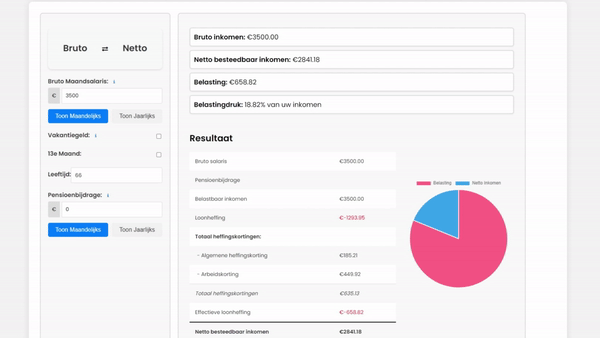 Bruto ⇄ Netto
Bruto Maandsalaris: i
€ 3500
Toon Maandelijks Toon Jaarlijks
Vakantiegeld: i
13e Maand:
Leeftijd: 66
Pensioenbijdrage: i
€ 0
Toon Maandelijks Toon Jaarlijks
Bruto inkomen: €3500.00
Netto besteedbaar inkomen: €2841.18
Belasting: €658.82
Belastingdruk: 18.82% van uw inkomen
Resultaat
Bruto salaris €3500.00
Pensioenbijdrage
Belastbaar inkomen €3500.00
Loonheffing €-1293.95
Totaal heffingskortingen:
- Algemene heffingskorting €185.21
- Arbeidskorting €449.92
Totaal heffingskortingen €635.13
Effectieve loonheffing €-658.82
Netto besteedbaar inkomen €2841.18
Belasting Netto Inkomen